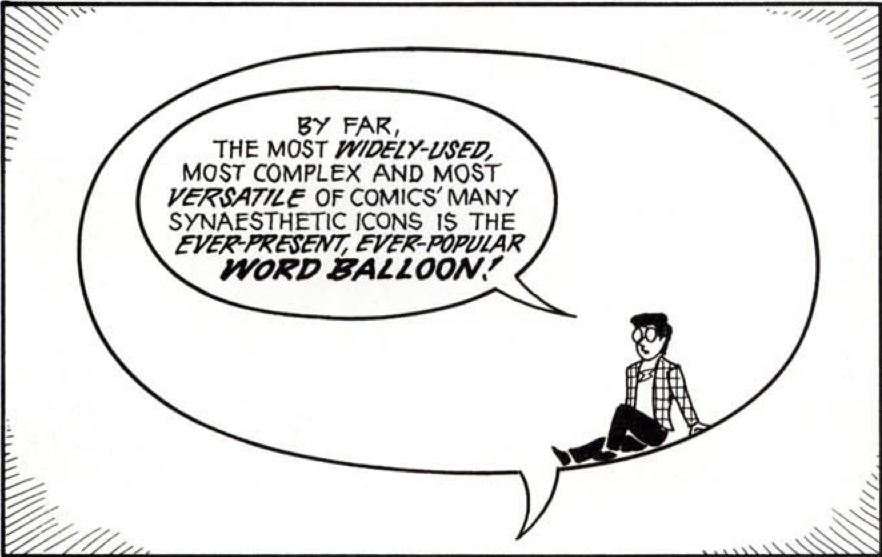 BY FAR,
THE MOST WIDELY-USED,
MOST COMPLEX AND MOST
VERSATILE OF COMICS' MANY
SYNAESTHETIC ICONS IS THE
EVER-PRESENT, EVER-POPULAR
WORD BALLOON!